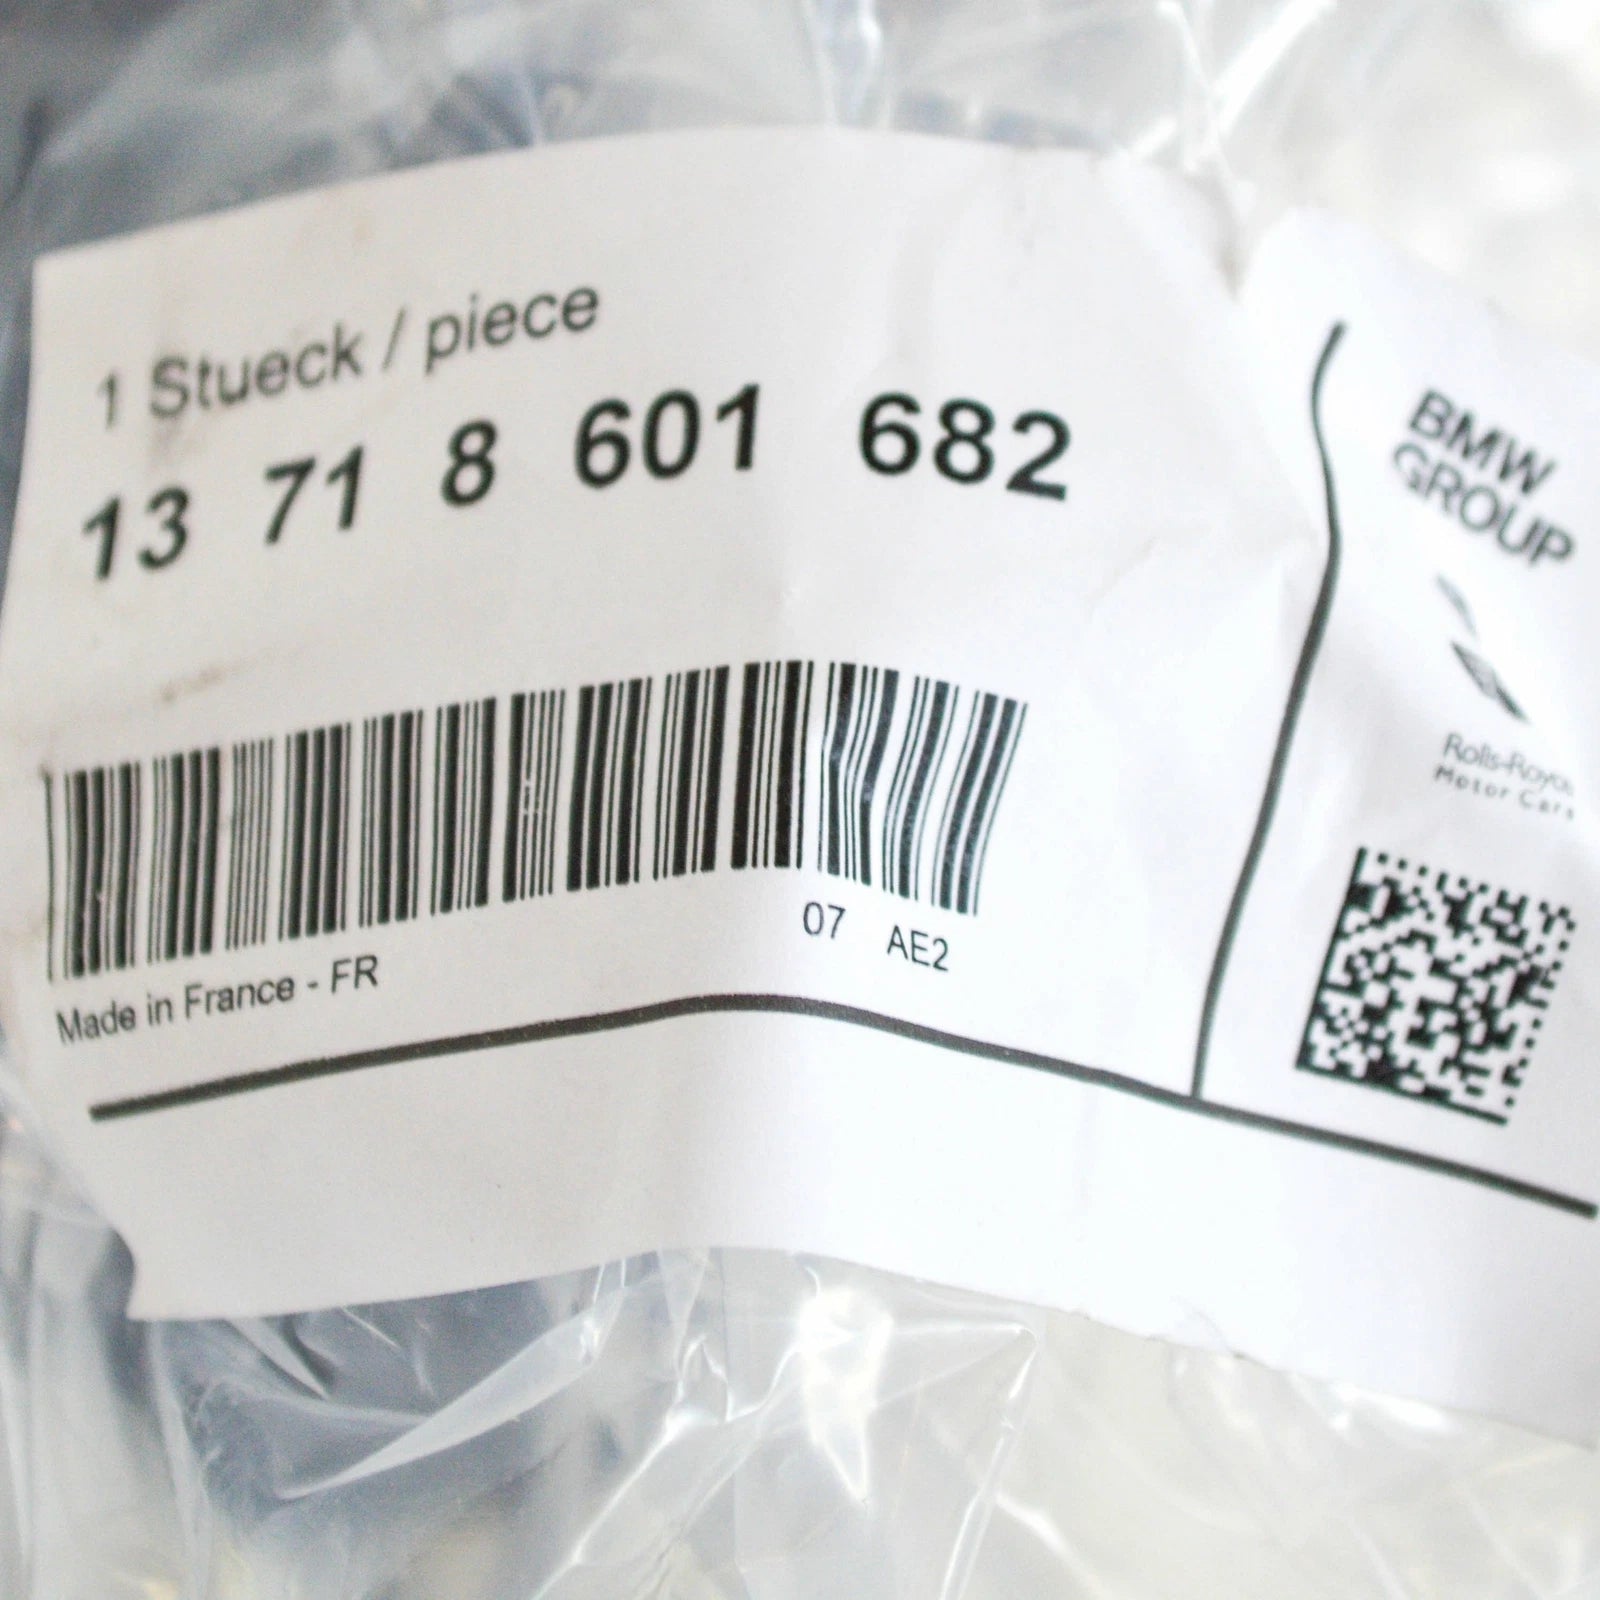 1 Stueck / piece
13 71 8 601 682
07 AE2
Made in France - FR
BMW
GROUP
Rolls-Royce
Motor Cars